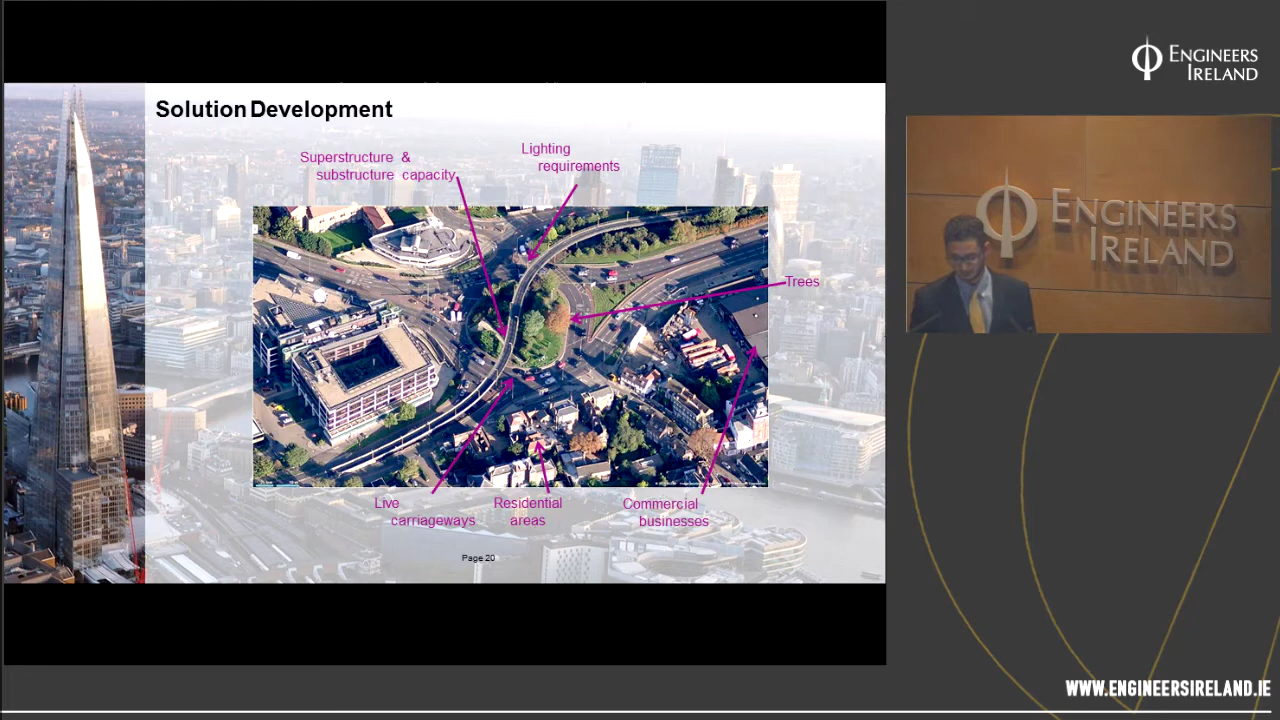 Solution Development
Superstructure &
substructure capacity
Lighting
requirements
Trees
Live
carriageways
Residential
areas
Commercial
businesses
Page 20
ENGINEERS
IRELAND
ENGINEERS
IRELAND
WWW.ENGINEERSIRELAND.IE